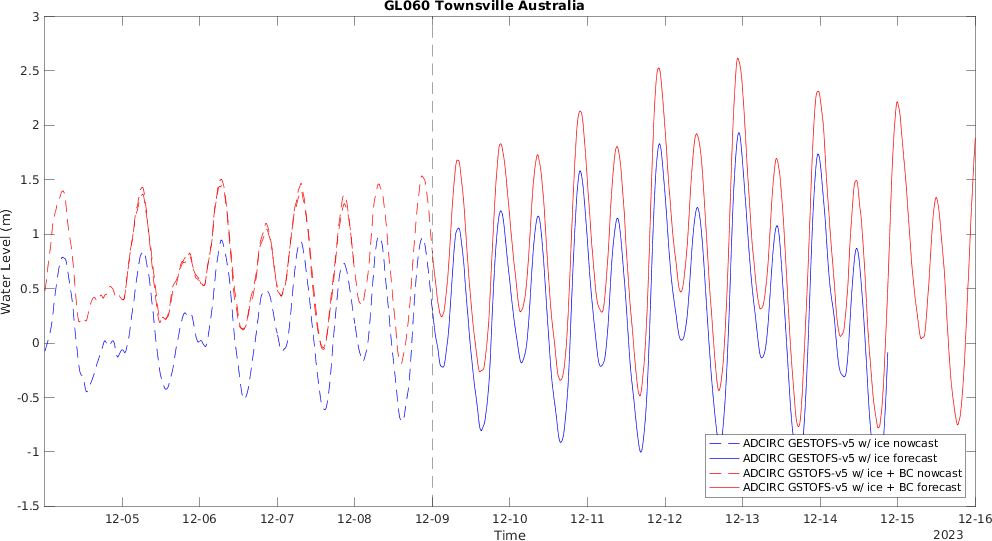 GL060 Townsville Australia
3
2.5
2
1.5
1
0.5
0
-0.5
-1
-1.5
Water Level (m)
ADCIRC GESTOFS-v5 w/ ice nowcast
ADCIRC GESTOFS-v5 w/ ice forecast
ADCIRC GSTOFS-v5 w/ ice + BC nowcast
ADCIRC GSTOFS-v5 w/ ice + BC forecast
12-05 12-06 12-07 12-08 12-09 12-10 12-11 12-12 12-13 12-14 12-15 12-16
Time
2023